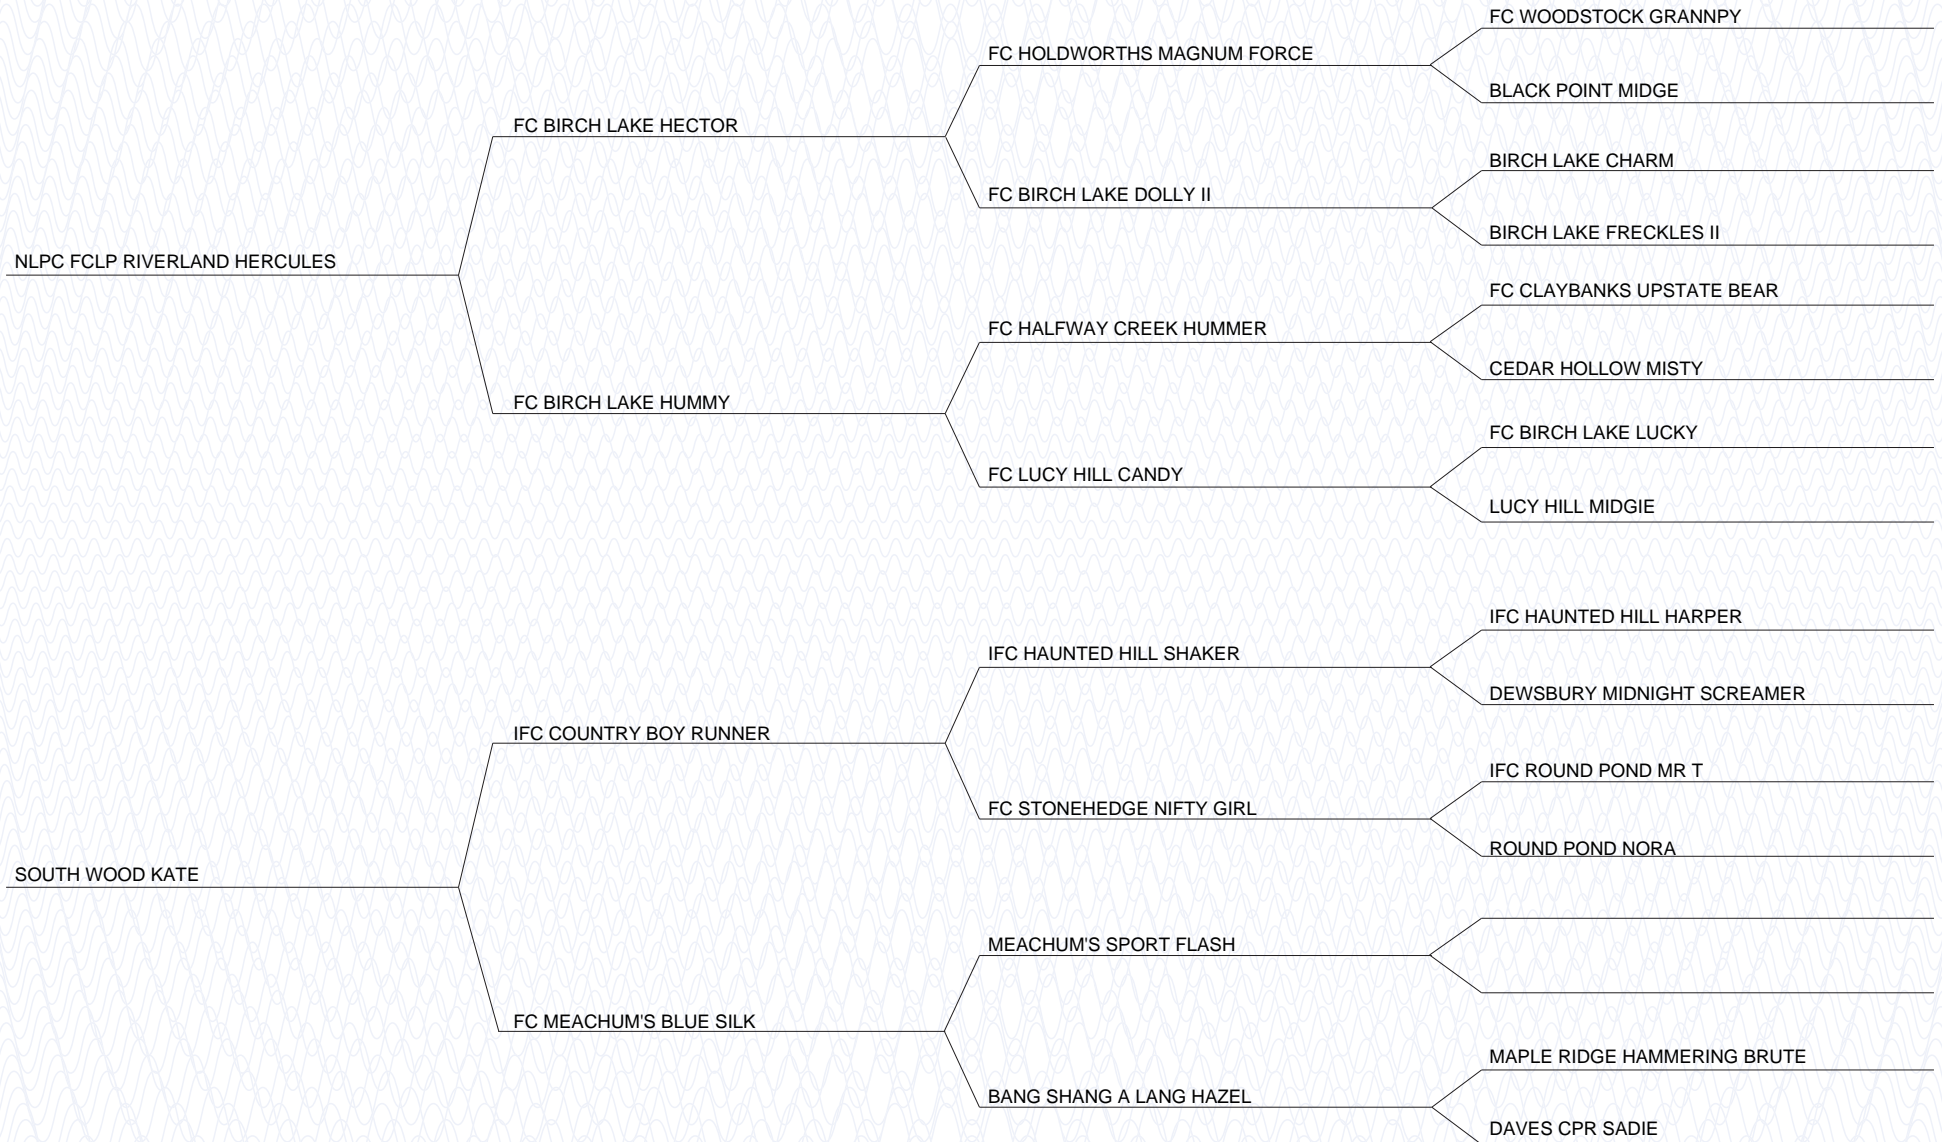 FC WOODSTOCK GRANNPY
FC HOLDWORTHS MAGNUM FORCE
BLACK POINT MIDGE
FC BIRCH LAKE HECTOR
BIRCH LAKE CHARM
FC BIRCH LAKE DOLLY II
BIRCH LAKE FRECKLES II
NLPC FCLP RIVERLAND HERCULES
FC CLAYBANKS UPSTATE BEAR
FC HALFWAY CREEK HUMMER
CEDAR HOLLOW MISTY
FC BIRCH LAKE HUMMY
FC BIRCH LAKE LUCKY
FC LUCY HILL CANDY
LUCY HILL MIDGIE
IFC HAUNTED HILL HARPER
IFC HAUNTED HILL SHAKER
DEWSBURY MIDNIGHT SCREAMER
IFC COUNTRY BOY RUNNER
IFC ROUND POND MR T
FC STONEHEDGE NIFTY GIRL
ROUND POND NORA
SOUTH WOOD KATE
MEACHUM'S SPORT FLASH
FC MEACHUM'S BLUE SILK
MAPLE RIDGE HAMMERING BRUTE
BANG SHANG A LANG HAZEL
DAVES CPR SADIE